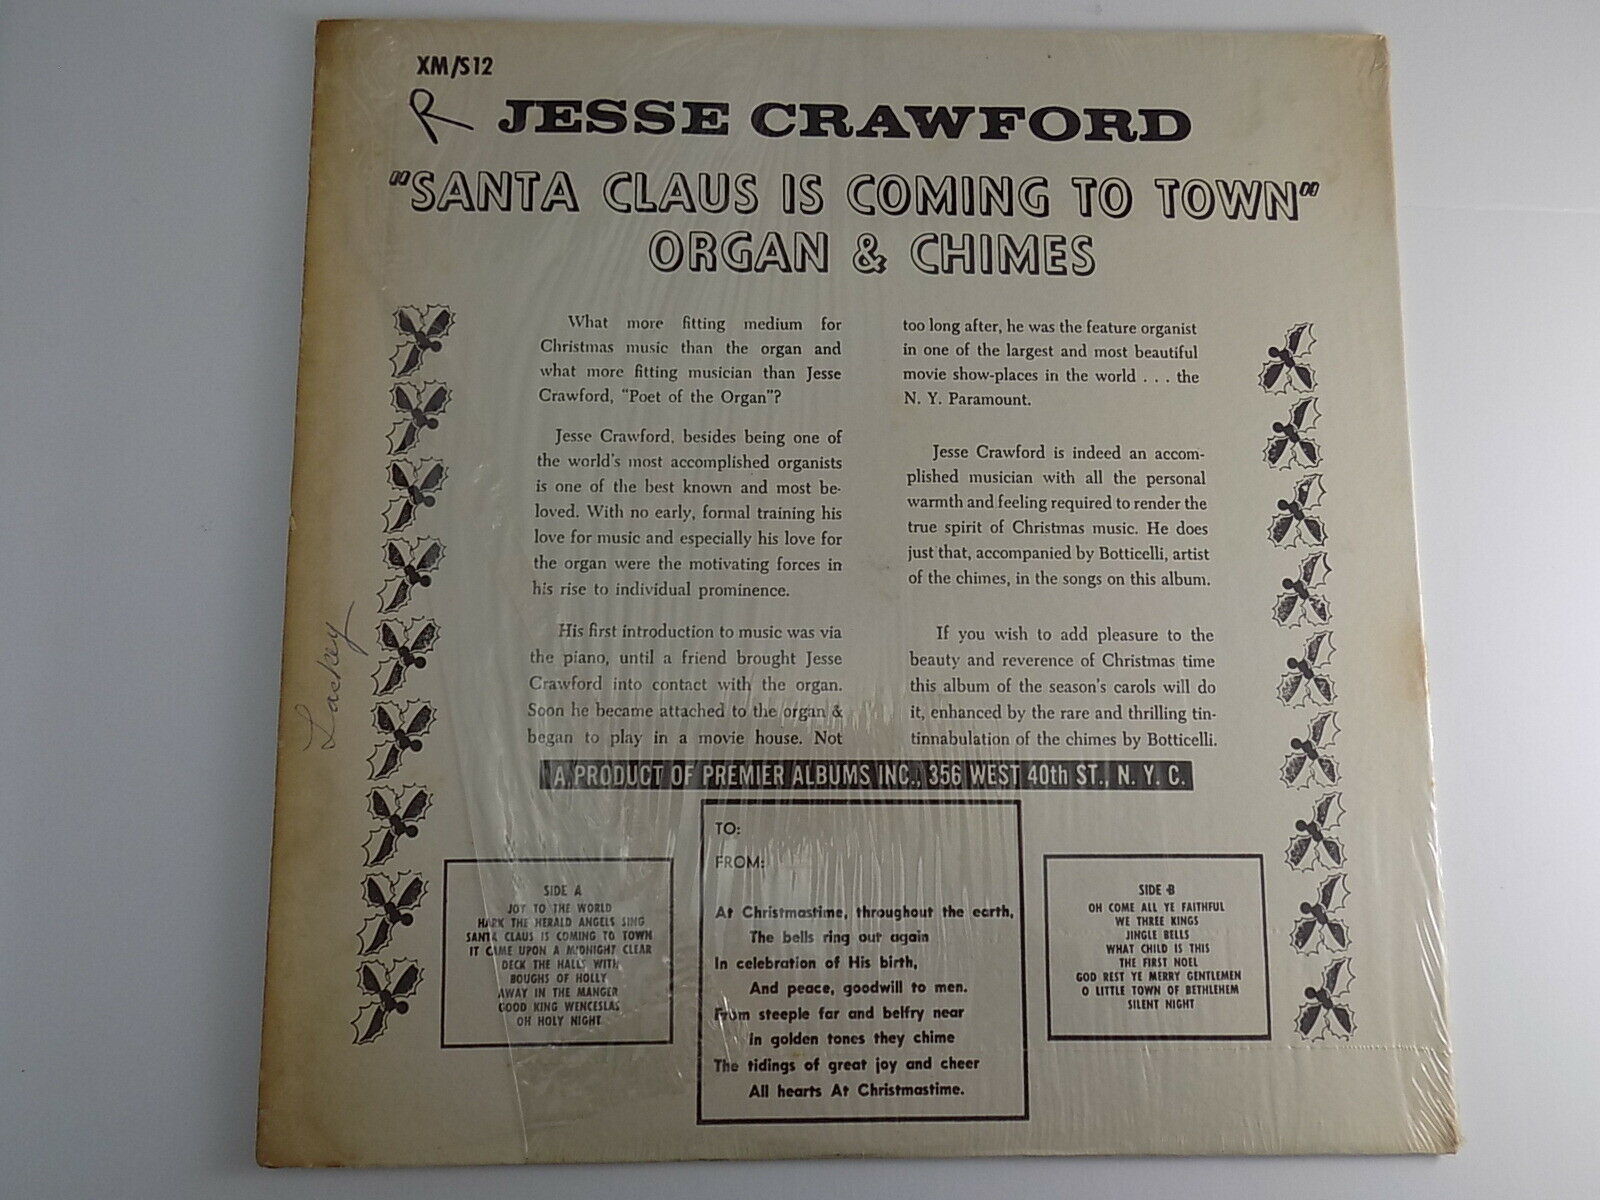 XM/S12
R
JESSE CRAWFORD
"SANTA CLAUS IS COMING TO TOWN"
ORGAN & CHIMES
What more fitting medium for
Christmas music than the organ and
what more fitting musician than Jesse
Crawford, "Poet of the Organ"?
Jesse Crawford, besides being one of
the world's most accomplished organists
is one of the best known and most be-
loved. With no early, formal training his
love for music and especially his love for
the organ were the motivating forces in
his rise to individual prominence.
His first introduction to music was via
the piano, until a friend brought Jesse
Crawford into contact with the organ.
Soon he became attached to the organ &
began to play in a movie house. Not
too long after, he was the feature organist
in one of the largest and most beautiful
movie show-places in the world . . . the
N. Y. Paramount.
Jesse Crawford is indeed an accom-
plished musician with all the personal
warmth and feeling required to render the
true spirit of Christmas music. He does
just that, accompanied by Botticelli, artist
of the chimes, in the songs on this album.
If you wish to add pleasure to the
beauty and reverence of Christmas time
this album of the season's carols will do
it, enhanced by the rare and thrilling tin-
tinnabulation of the chimes by Botticelli.
Lackey
A PRODUCT OF PREMIER ALBUMS INC., 356 WEST 40th ST., N. Y. C.
SIDE A
JOY TO THE WORLD
HARK THE HERALD ANGELS SING
SANTA CLAUS IS COMING TO TOWN
IT CAME UPON A MIDNIGHT CLEAR
DECK THE HALLS WITH
BOUGHS OF HOLLY
AWAY IN THE MANGER
GOOD KING WENCESLAS
OH HOLY NIGHT
TO:
FROM:
At Christmastime, throughout the earth,
The bells ring out again
In celebration of His birth,
And peace, goodwill to men.
From steeple far and belfry near
In golden tones they chime
The tidings of great joy and cheer
All hearts At Christmastime.
SIDE B
OH COME ALL YE FAITHFUL
WE THREE KINGS
JINGLE BELLS
WHAT CHILD IS THIS
THE FIRST NOEL
GOD REST YE MERRY GENTLEMEN
O LITTLE TOWN OF BETHLEHEM
SILENT NIGHT